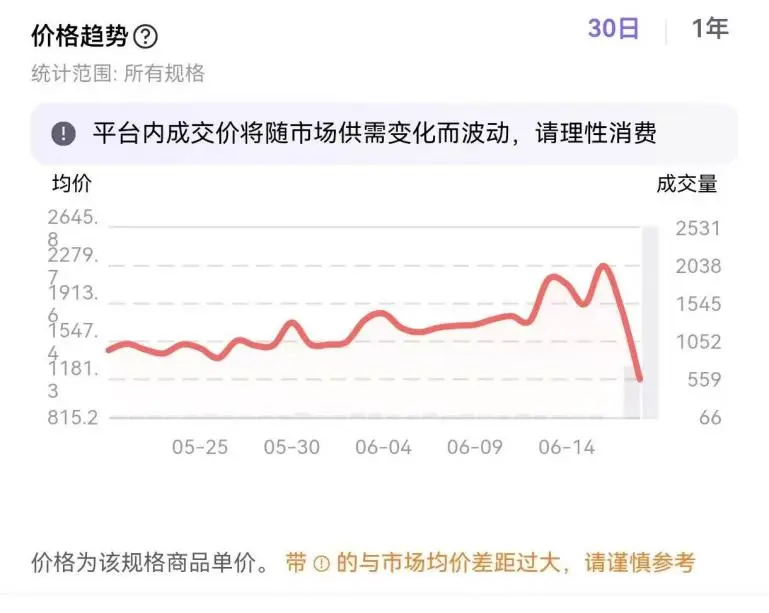 价格趋势?
30日
1年
统计范围: 所有规格
! 平台内成交价将随市场供需变化而波动，请理性消费
均价
成交量
2645.
8
2279.
7
1913.
6
1547.
4
1181.
3
815.2
2531
2038
1545
1052
559
66
05-25 05-30 06-04 06-09 06-14
价格为该规格商品单价。 带 ! 的与市场均价差距过大，请谨慎参考